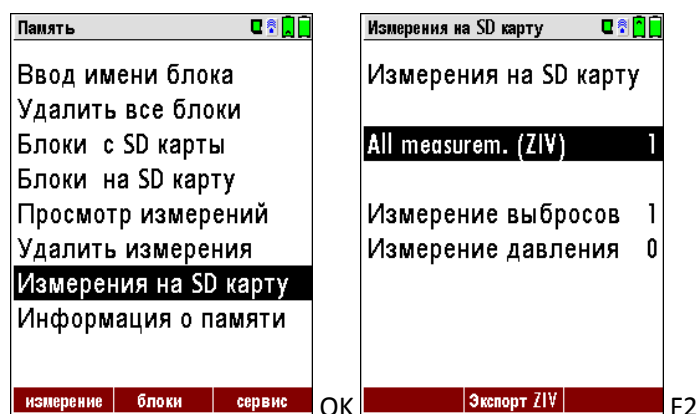 Память
Ввод имени блока
Удалить все блоки
Блоки с SD карты
Блоки на SD карту
Просмотр измерений
Удалить измерения
Измерения на SD карту
Информация о памяти
измерение блоки сервис
OK
Измерения на SD карту
Измерения на SD карту
All measurem. (ZIV) 1
Измерение выбросов 1
Измерение давления 0
Экспорт ZIV
F2